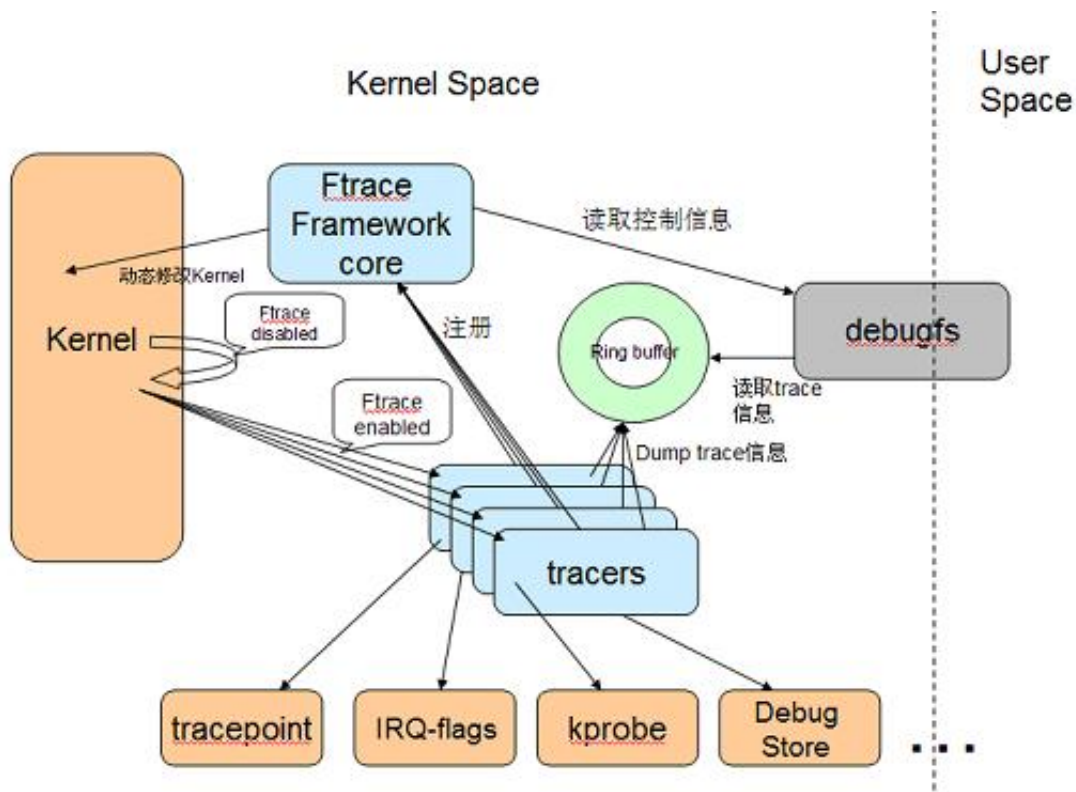 Kernel Space
User
Space
Ftrace
Framework
core
读取控制信息
动态修改Kernel
Ftrace
disabled
注册
Kernel
Ring buffer
debugfs
读取trace
信息
Ftrace
enabled
Dump trace信息
tracers
tracepoint
IRQ-flags
kprobe
Debug
Store
...